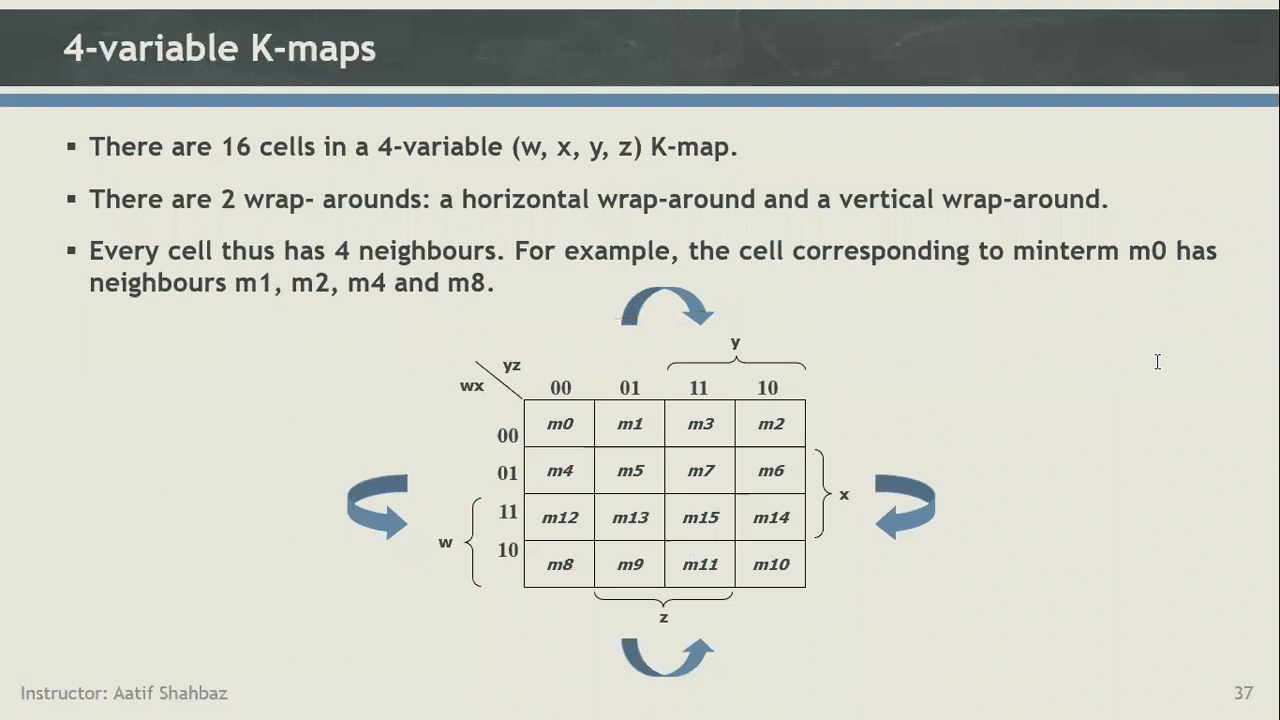 4-variable K-maps
▪ There are 16 cells in a 4-variable (w, x, y, z) K-map.
▪ There are 2 wrap- arounds: a horizontal wrap-around and a vertical wrap-around.
▪ Every cell thus has 4 neighbours. For example, the cell corresponding to minterm m0 has
neighbours m1, m2, m4 and m8.
y
yz
wx
00 01 11 10
00 m0 m1 m3 m2
01 m4 m5 m7 m6
x
11 m12 m13 m15 m14
w
10 m8 m9 m11 m10
z
Instructor: Aatif Shahbaz 37